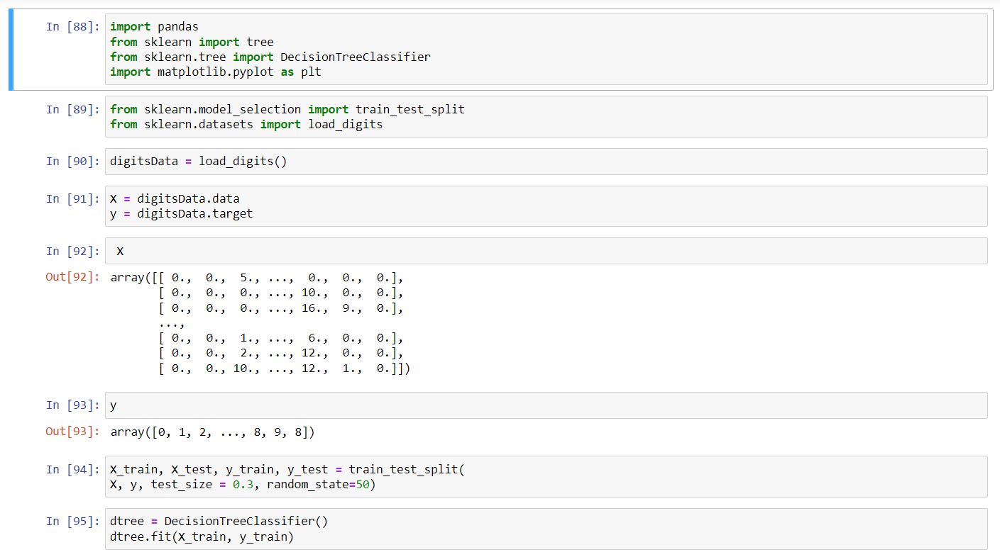 In [88]: import pandas
from sklearn import tree
from sklearn.tree import DecisionTreeClassifier
import matplotlib.pyplot as plt
In [89]: from sklearn.model_selection import train_test_split
from sklearn.datasets import load_digits
In [90]: digitsData = load_digits()
In [91]: X = digitsData.data
y = digitsData.target
In [92]: X
Out[92]: array([[ 0., 0., 5., ..., 0., 0., 0.],
[ 0., 0., 0., ..., 10., 0., 0.],
[ 0., 0., 0., ..., 16., 9., 0.],
...,
[ 0., 0., 1., ..., 6., 0., 0.],
[ 0., 0., 2., ..., 12., 0., 0.],
[ 0., 0., 10., ..., 12., 1., 0.]])
In [93]: y
Out[93]: array([0, 1, 2, ..., 8, 9, 8])
In [94]: X_train, X_test, y_train, y_test = train_test_split(
X, y, test_size = 0.3, random_state=50)
In [95]: dtree = DecisionTreeClassifier()
dtree.fit(X_train, y_train)